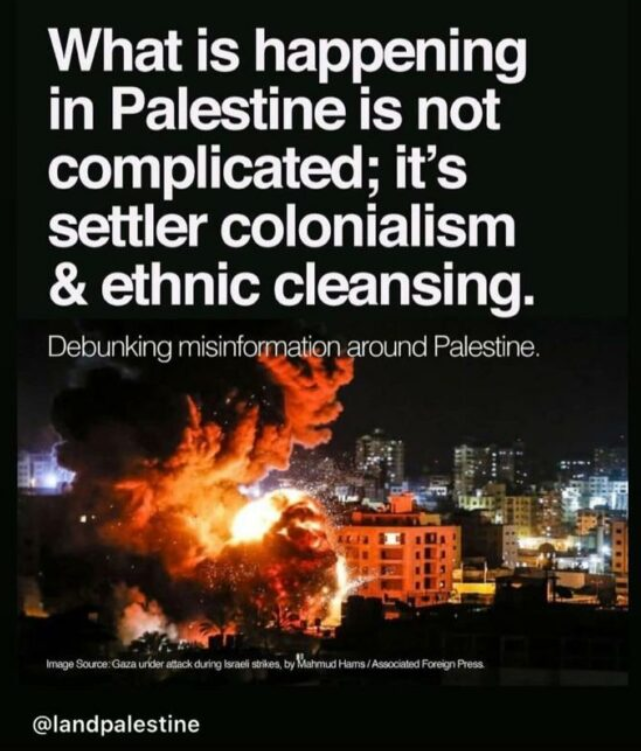 What is happening
in Palestine is not
complicated; it’s
settler colonialism
& ethnic cleansing.
Debunking misinformation around Palestine.
Image Source: Gaza under attack during Israeli strikes, by Mahmud Hams / Associated Foreign Press.
@landpalestine